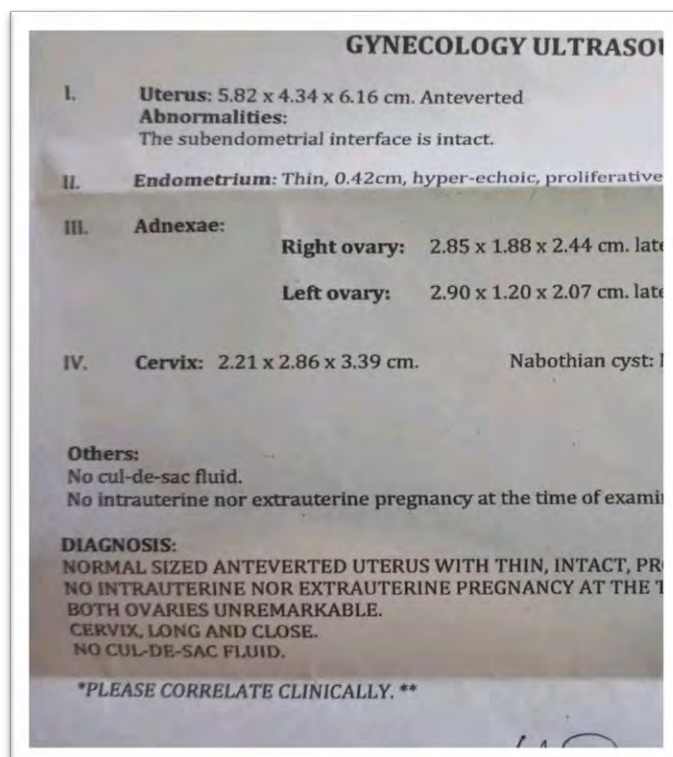 GYNECOLOGY ULTRASOU
I. Uterus: 5.82 x 4.34 x 6.16 cm. Anteverted
Abnormalities:
The subendometrial interface is intact.
II. Endometrium: Thin, 0.42cm, hyper-echoic, proliferative
III. Adnexae:
Right ovary: 2.85 x 1.88 x 2.44 cm. late
Left ovary: 2.90 x 1.20 x 2.07 cm. late
IV. Cervix: 2.21 x 2.86 x 3.39 cm. Nabothian cyst:
Others:
No cul-de-sac fluid.
No intrauterine nor extrauterine pregnancy at the time of exami
DIAGNOSIS:
NORMAL SIZED ANTEVERTED UTERUS WITH THIN, INTACT, PR
NO INTRAUTERINE NOR EXTRAUTERINE PREGNANCY AT THE T
BOTH OVARIES UNREMARKABLE.
CERVIX, LONG AND CLOSE.
NO CUL-DE-SAC FLUID.
*PLEASE CORRELATE CLINICALLY. **